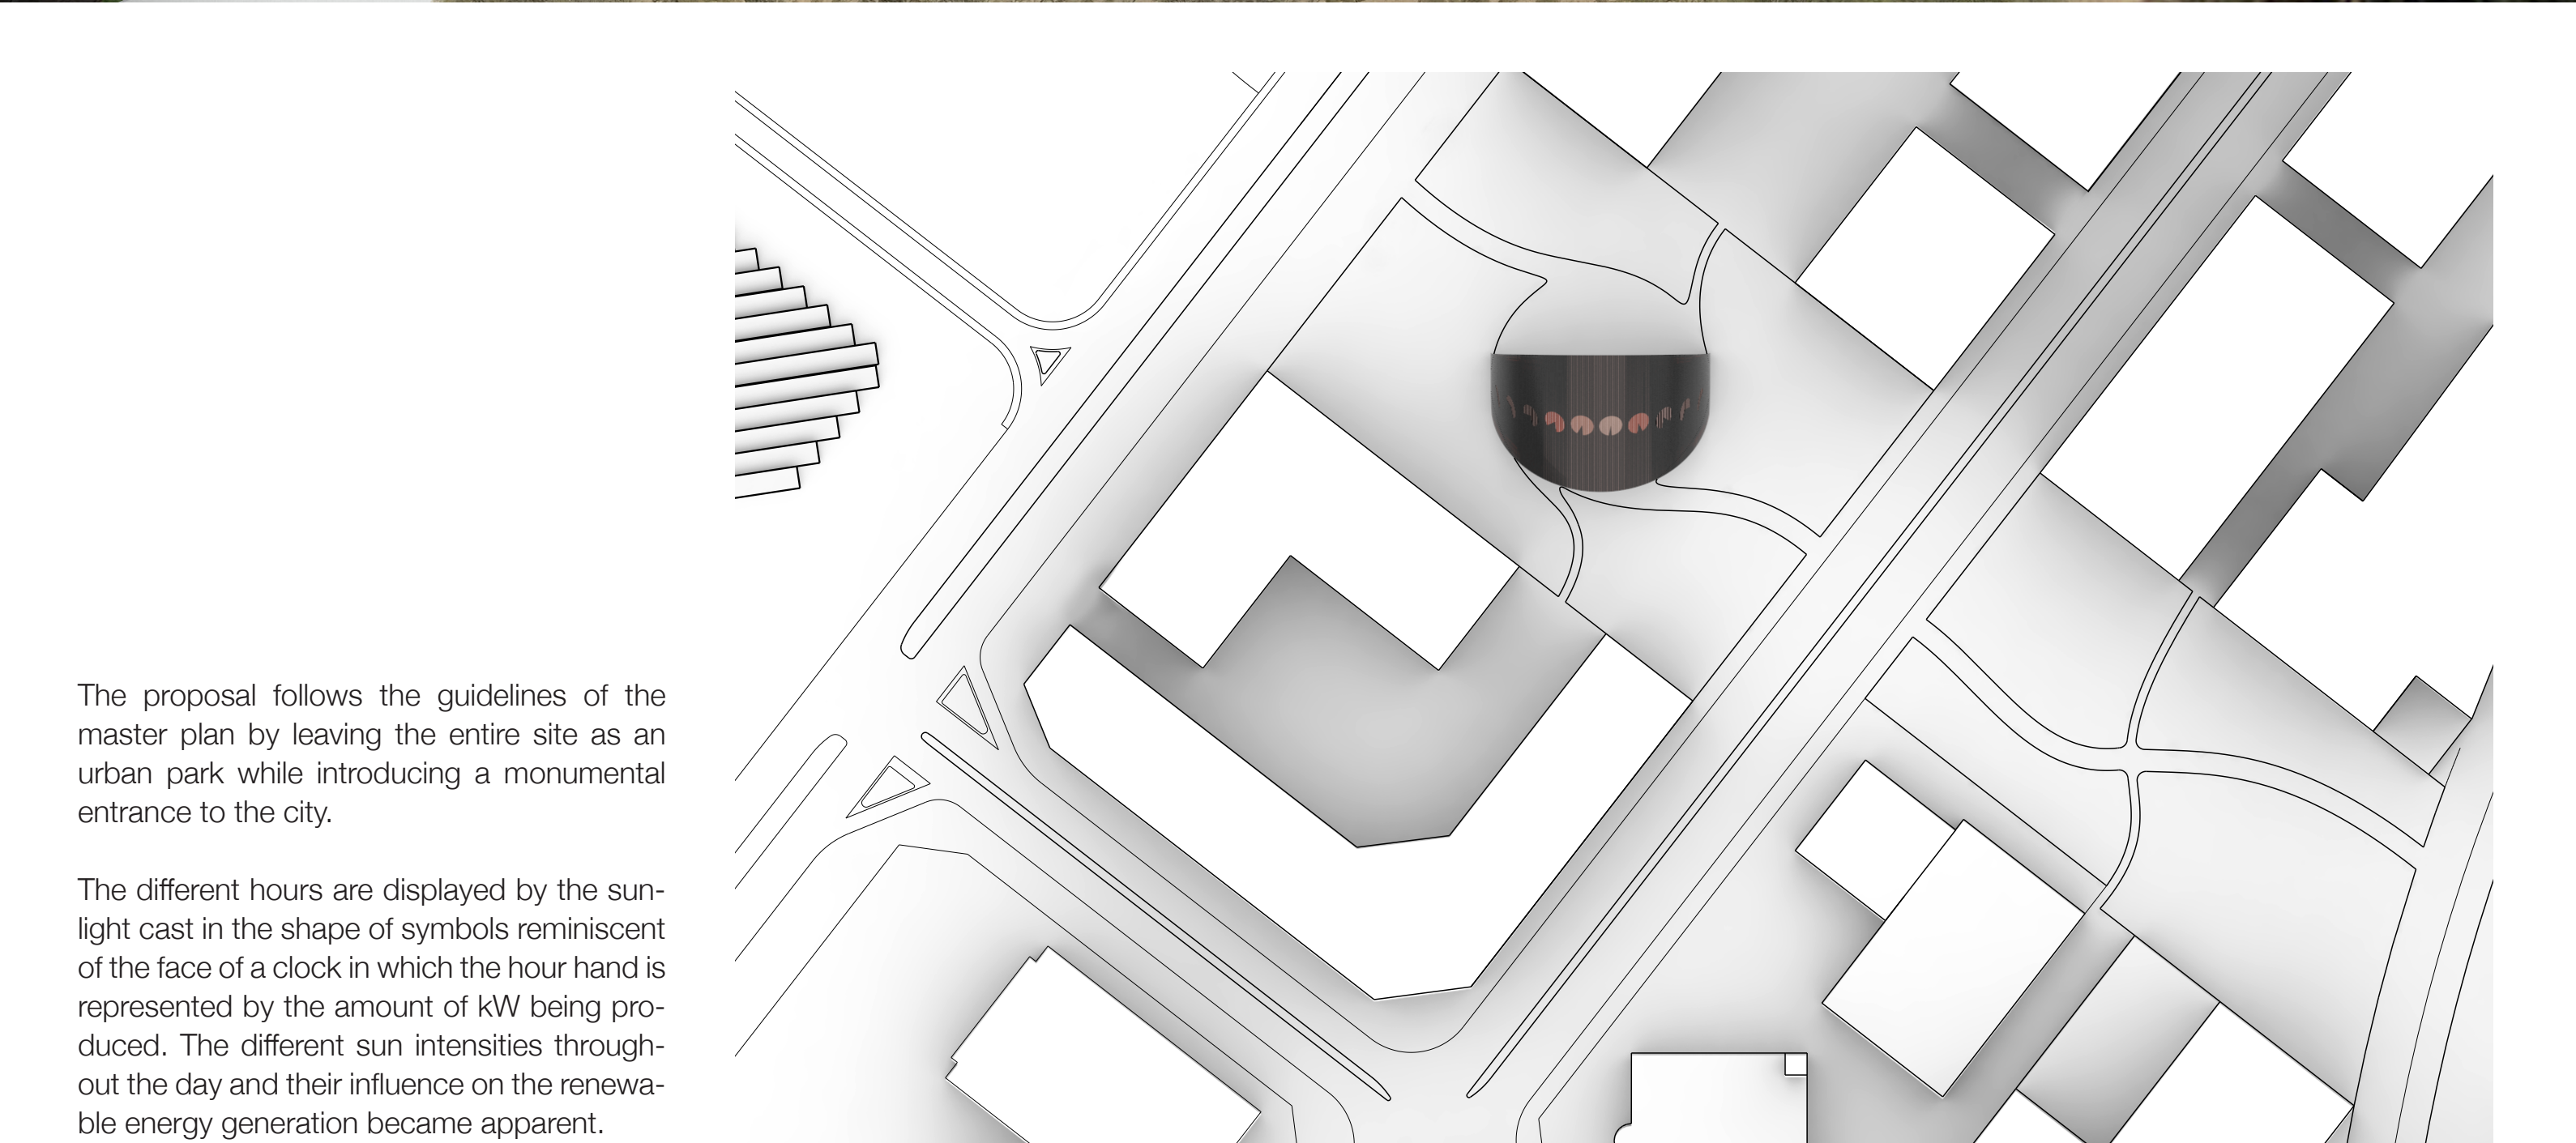 The proposal follows the guidelines of the
master plan by leaving the entire site as an
urban park while introducing a monumental
entrance to the city.
The different hours are displayed by the sun-
light cast in the shape of symbols reminiscent
of the face of a clock in which the hour hand is
represented by the amount of kW being pro-
duced. The different sun intensities through-
out the day and their influence on the renewa-
ble energy generation became apparent.